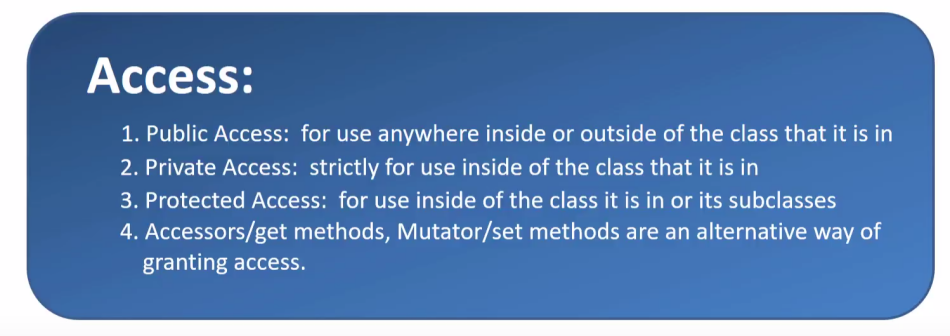 Access:
1. Public Access:  for use anywhere inside or outside of the class that it is in
2. Private Access:  strictly for use inside of the class that it is in
3. Protected Access:  for use inside of the class it is in or its subclasses
4. Accessors/get methods, Mutator/set methods are an alternative way of
granting access.